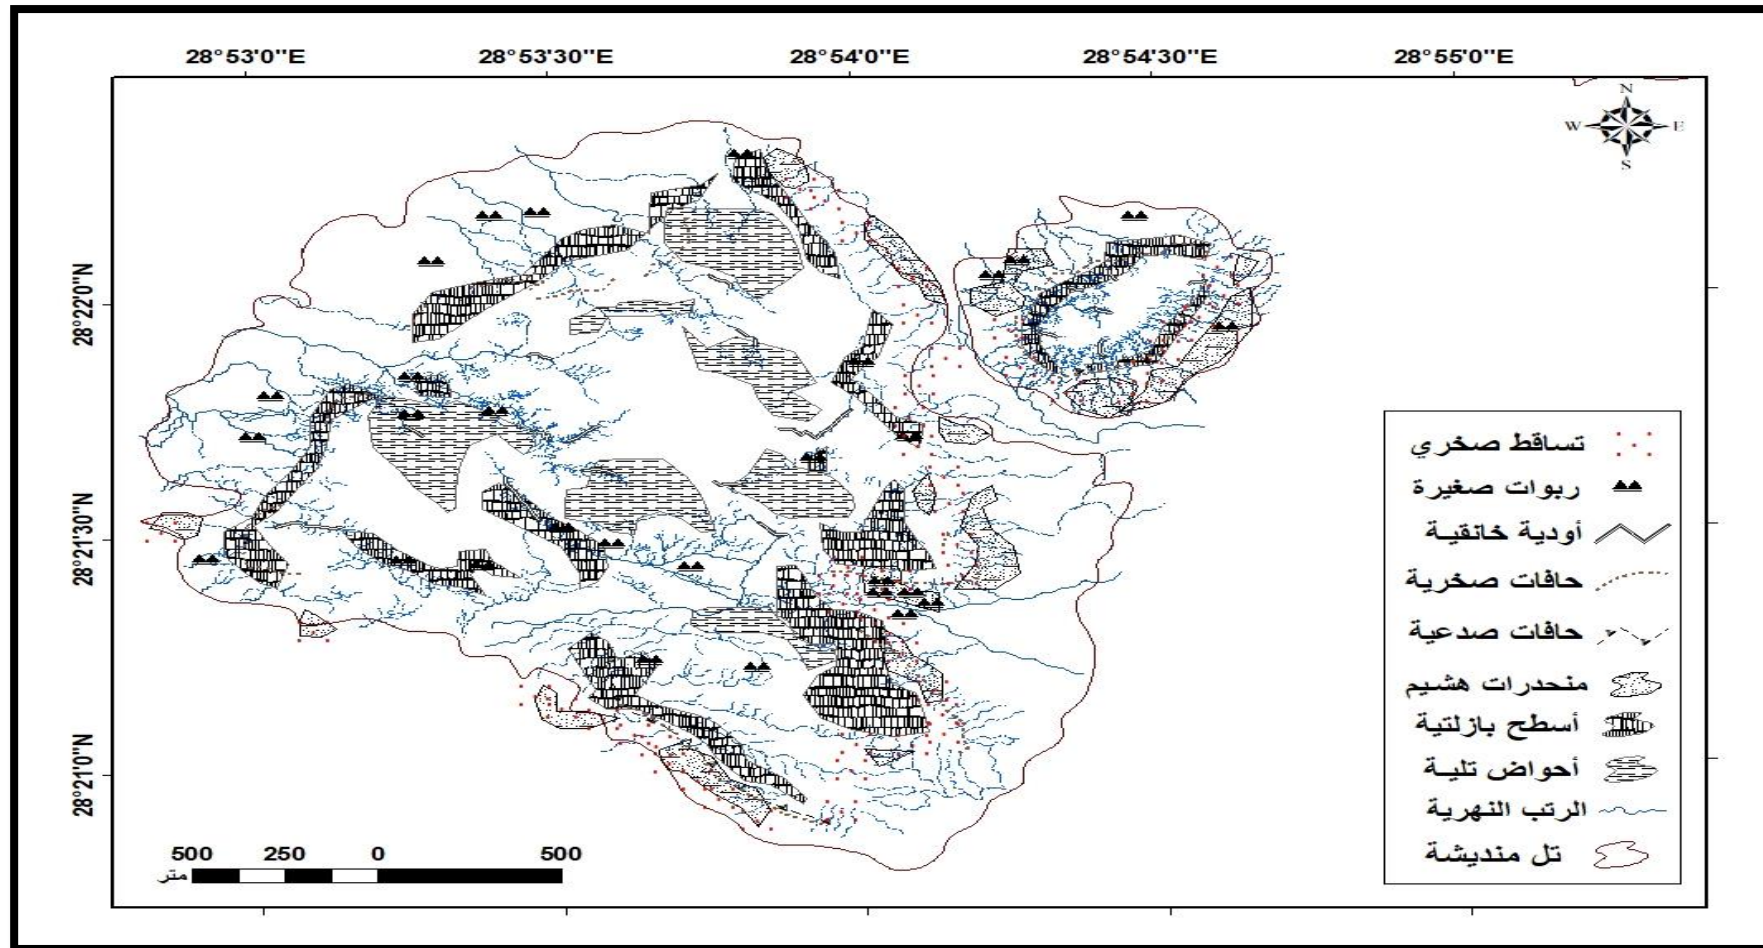 28°53'0"E 28°53'30"E 28°54'0"E 28°54'30"E 28°55'0"E
N
W E
S
28°22'0"N
28°21'30"N
28°21'0"N
تساقط صخري
ربوات صغيرة
أودية خانقية
حافات صخرية
حافات صدعية
منحدرات هشيم
أسطح بازلتية
أحواض تلية
الرتب النهرية
تل منديشة
500 250 0 500
متر